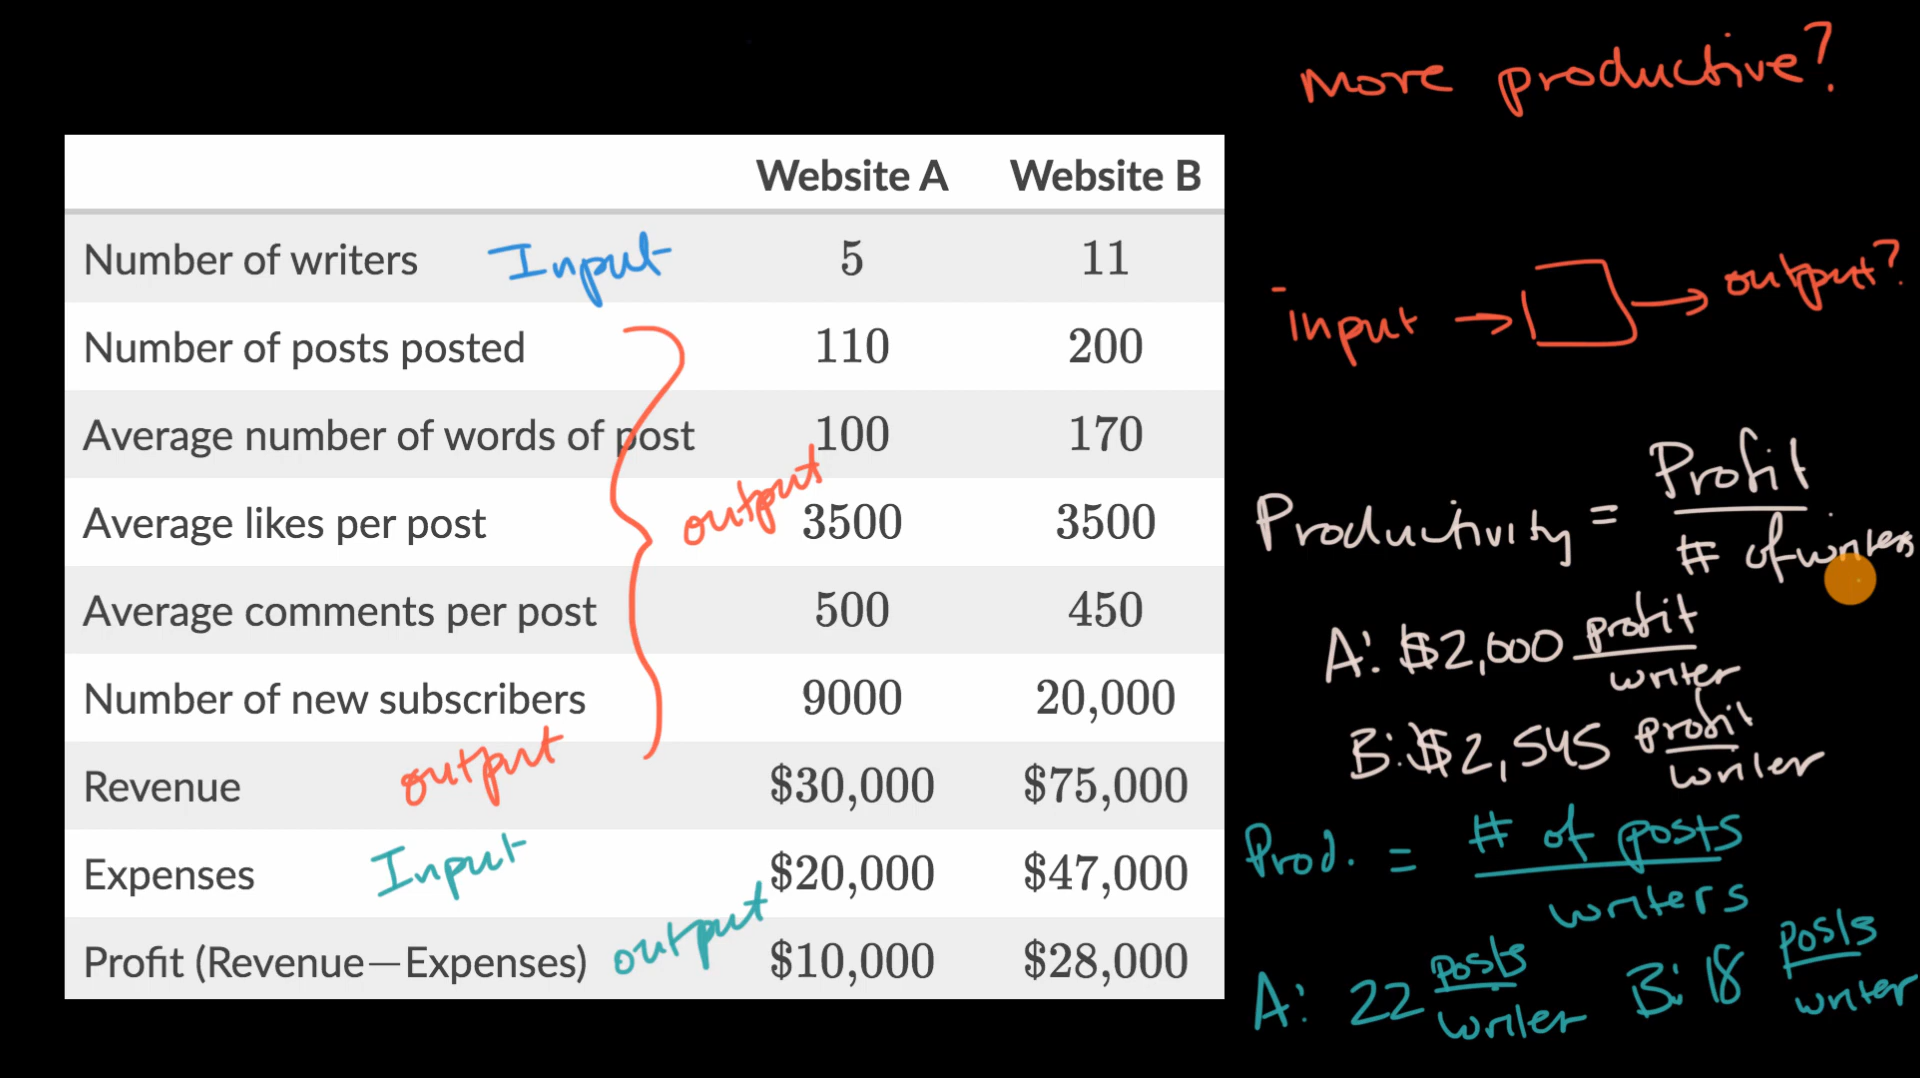 more productive?
Website A Website B
Number of writers Input 5 11
input → output?
Number of posts posted 110 200
Average number of words of post 100 170
output
Average likes per post 3500 3500
Productivity = Profit / # of writers
Average comments per post 500 450
A: $2,000 profit / writer
Number of new subscribers 9000 20,000
B: $2,545 profit / writer
Revenue output $30,000 $75,000
Prod. = # of posts / writers
Expenses Input $20,000 $47,000
Profit (Revenue—Expenses) output $10,000 $28,000
A: 22 posts / writer B: 18 posts / writer